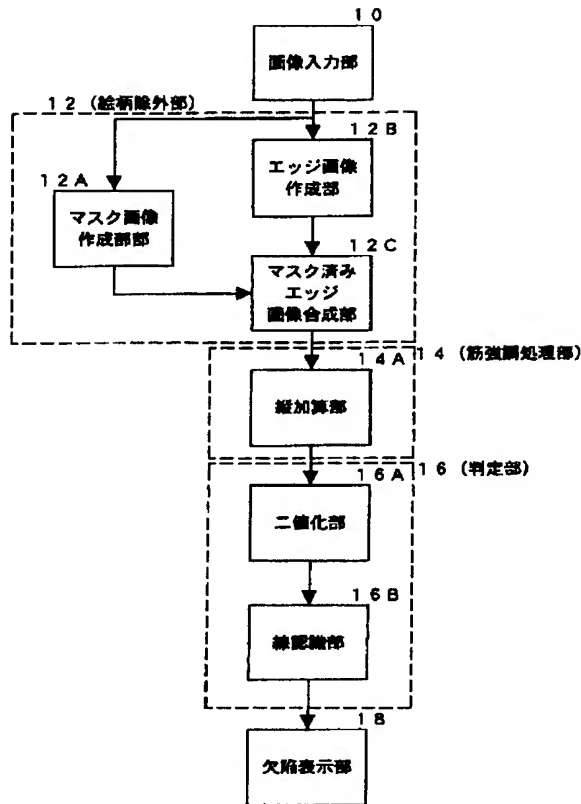 10
画像入力部
12（絵柄除外部）
12B
エッジ画像
作成部
12A
マスク画像
作成部部
12C
マスク済み
エッジ
画像合成部
14（筋強調処理部）
14A
縦加算部
16（判定部）
16A
二値化部
16B
線認識部
18
欠陥表示部